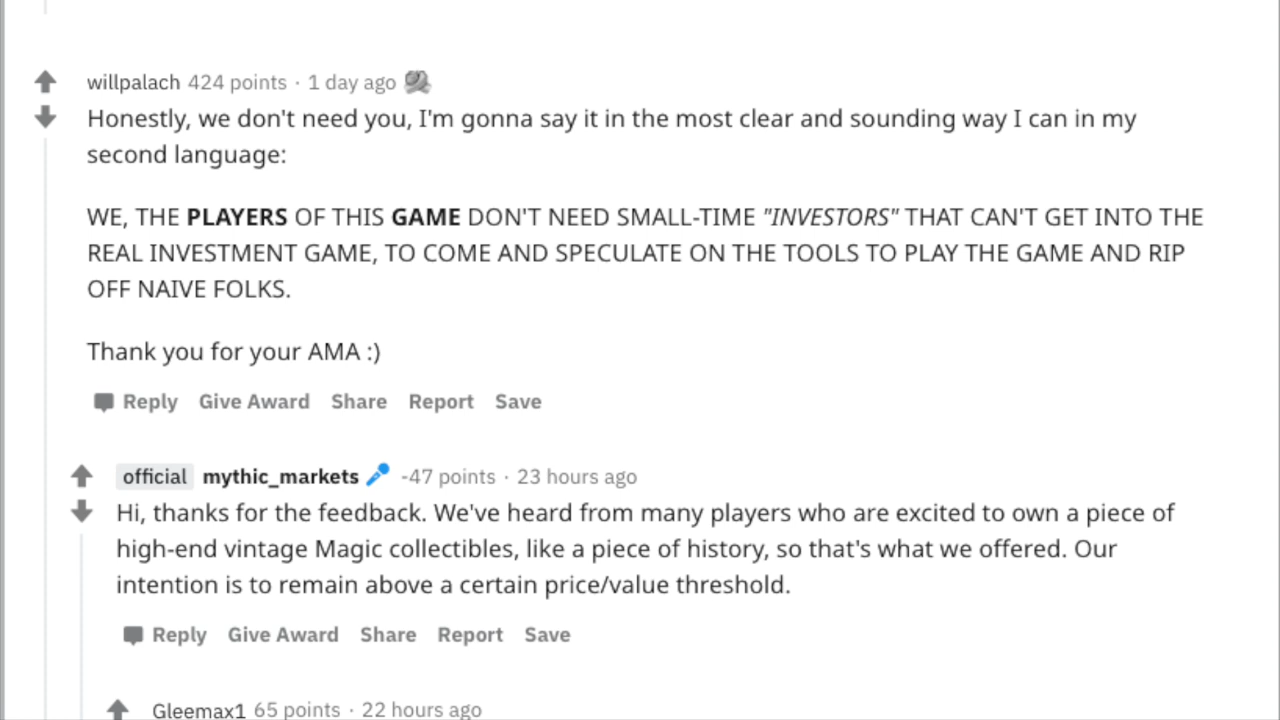 willpalach 424 points · 1 day ago
Honestly, we don't need you, I'm gonna say it in the most clear and sounding way I can in my
second language:
WE, THE PLAYERS OF THIS GAME DON'T NEED SMALL-TIME "INVESTORS" THAT CAN'T GET INTO THE
REAL INVESTMENT GAME, TO COME AND SPECULATE ON THE TOOLS TO PLAY THE GAME AND RIP
OFF NAIVE FOLKS.
Thank you for your AMA :)
Reply Give Award Share Report Save
official mythic_markets -47 points · 23 hours ago
Hi, thanks for the feedback. We've heard from many players who are excited to own a piece of
high-end vintage Magic collectibles, like a piece of history, so that's what we offered. Our
intention is to remain above a certain price/value threshold.
Reply Give Award Share Report Save
Gleemax1 65 points · 22 hours ago